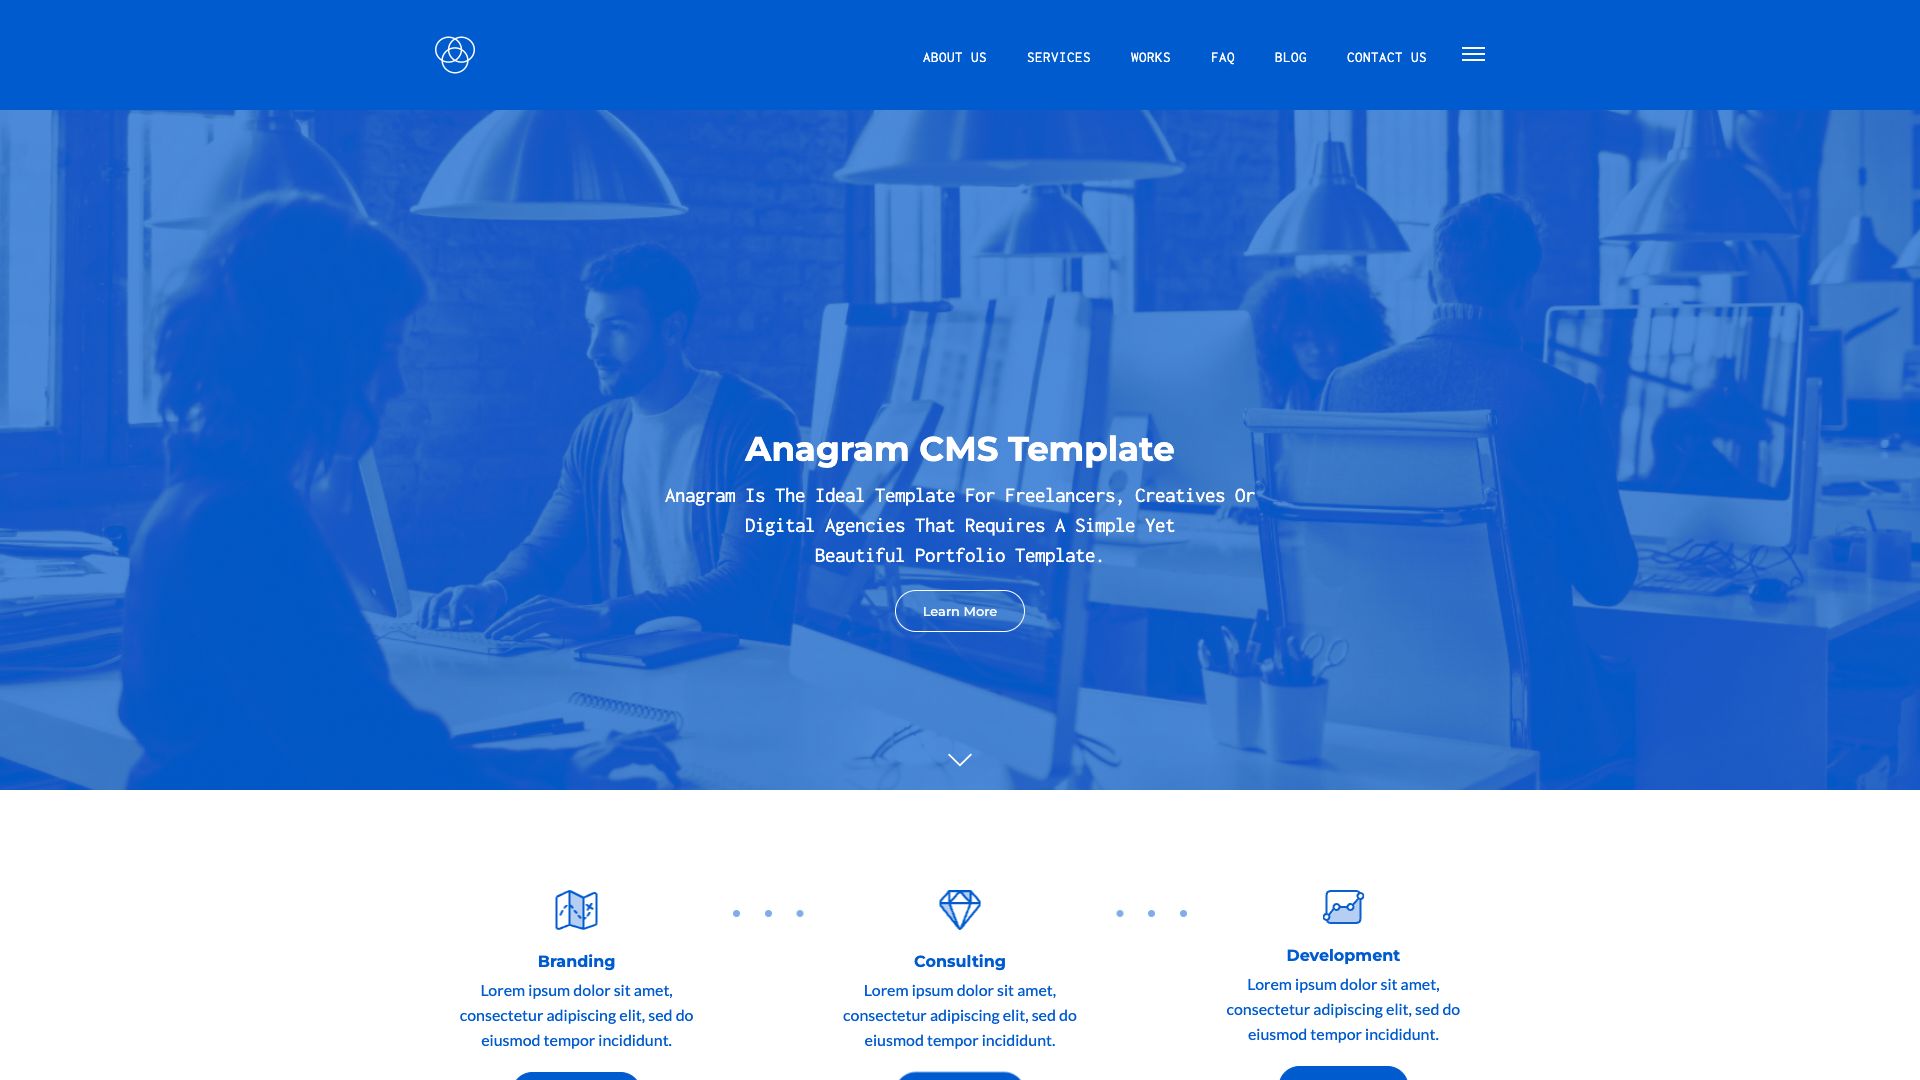 ABOUT US SERVICES WORKS FAQ BLOG CONTACT US
Anagram CMS Template
Anagram Is The Ideal Template For Freelancers, Creatives Or
Digital Agencies That Requires A Simple Yet
Beautiful Portfolio Template.
Learn More
Branding
Lorem ipsum dolor sit amet,
consectetur adipiscing elit, sed do
eiusmod tempor incididunt.
Consulting
Lorem ipsum dolor sit amet,
consectetur adipiscing elit, sed do
eiusmod tempor incididunt.
Development
Lorem ipsum dolor sit amet,
consectetur adipiscing elit, sed do
eiusmod tempor incididunt.